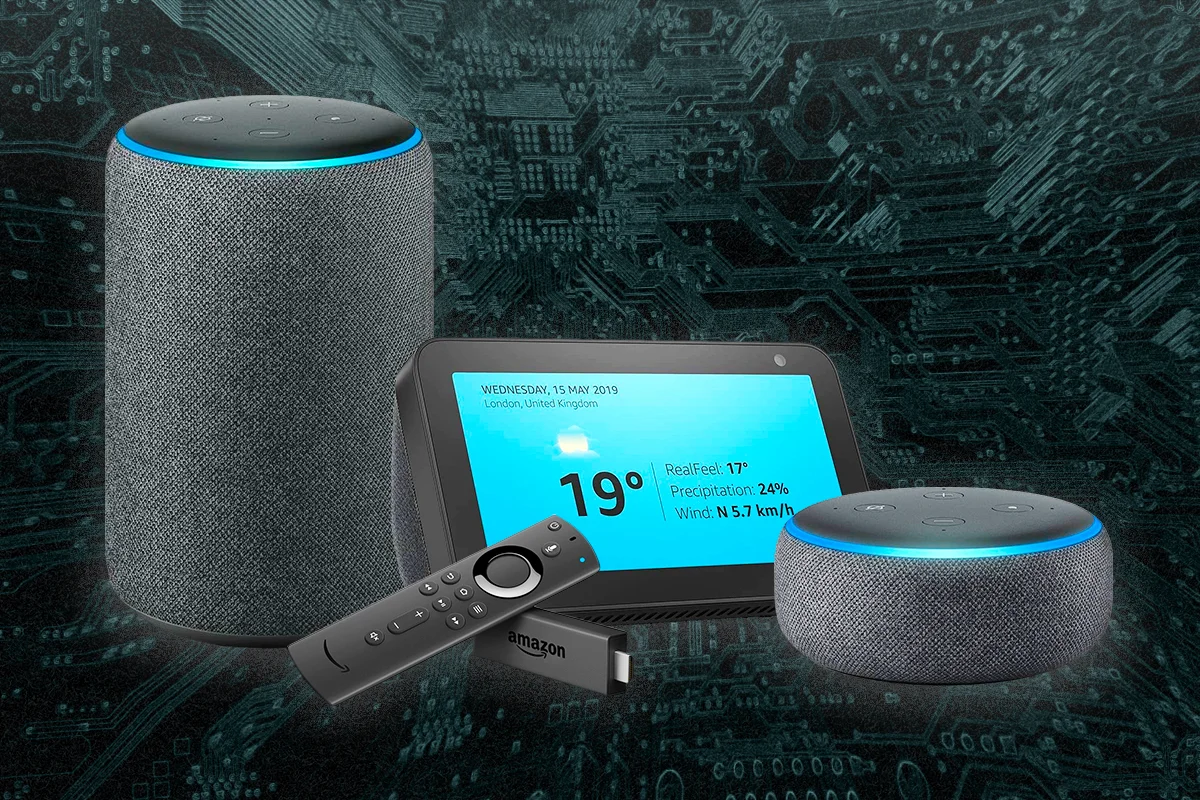 WEDNESDAY, 15 MAY 2019
London, United Kingdom
19°
RealFeel: 17°
Precipitation: 24%
Wind: N 5.7 km/h
amazon